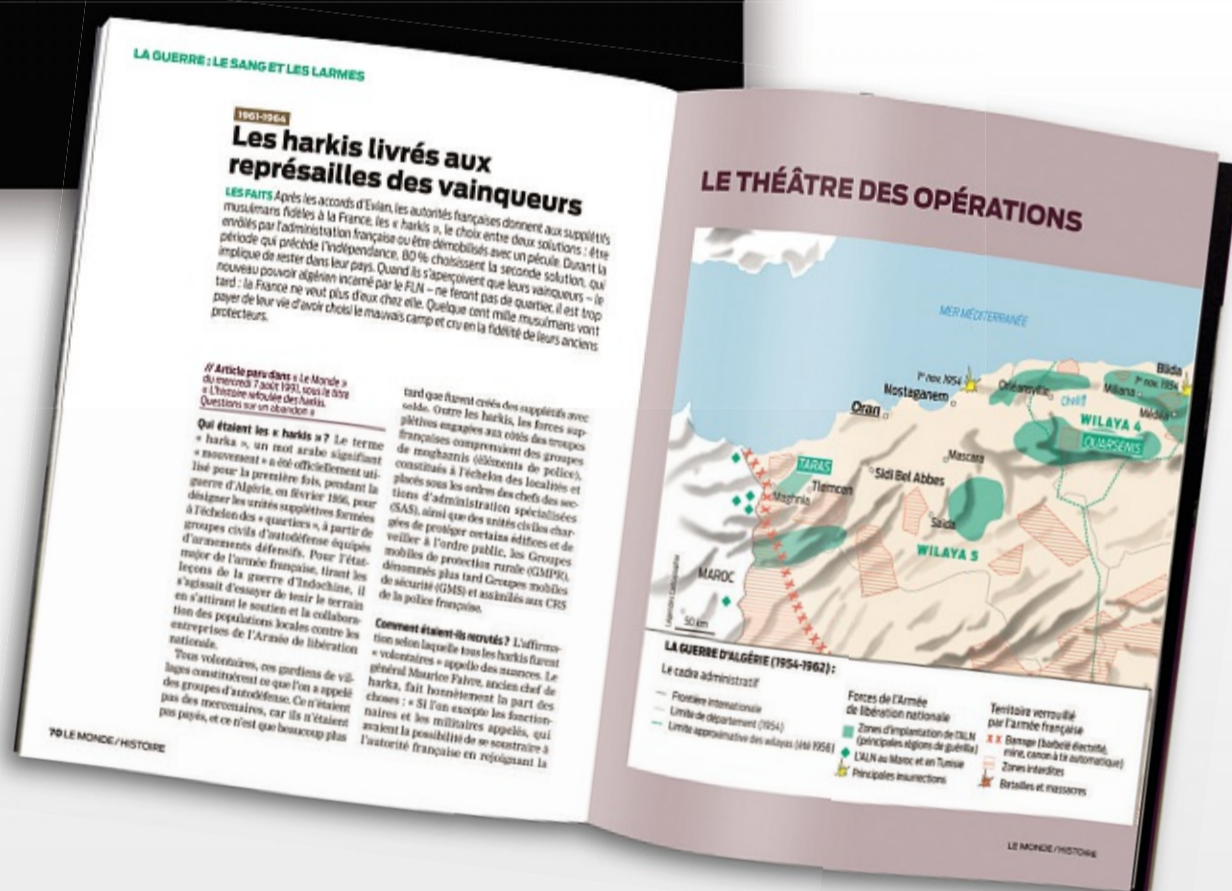 LA GUERRE : LE SANG ET LES LARMES
1961-1964
Les harkis livrés aux
représailles des vainqueurs
LES FAITS Après les accords d'Evian, les autorités françaises donnent aux supplétifs
musulmans fidèles à la France, les « harkis », le choix entre deux solutions : être
enrôlés par l'administration française ou être démobilisés avec un pécule. Durant la
période qui précède l'indépendance, 80 % choisissent la seconde solution, qui
implique de rester dans leur pays. Quand ils s'aperçoivent que leurs vainqueurs – le
nouveau pouvoir algérien incarné par le FLN – ne feront pas de quartier, il est trop
tard : la France ne veut plus d'eux chez elle. Quelque cent mille musulmans vont
payer de leur vie d'avoir choisi le mauvais camp et cru en la fidélité de leurs anciens
protecteurs.
// Article paru dans « Le Monde »
du mercredi 7 août 1991, sous le titre
« L'histoire refoulée des harkis.
Questions sur un abandon »
Qui étaient les « harkis » ? Le terme
« harka », un mot arabe signifiant
« mouvement » a été officiellement uti-
lisé pour la première fois, pendant la
guerre d'Algérie, en février 1956, pour
désigner les unités supplétives formées
à l'échelon des « quartiers », à partir de
groupes civils d'autodéfense équipés
d'armements défensifs. Pour l'état-
major de l'armée française, tirant les
leçons de la guerre d'Indochine, il
s'agissait d'essayer de tenir le terrain
en s'attirant le soutien et la collabora-
tion des populations locales contre les
entreprises de l'Armée de libération
nationale.
Tous volontaires, ces gardiens de vil-
lages constituèrent ce que l'on a appelé
des groupes d'autodéfense. Ce n'étaient
pas des mercenaires, car ils n'étaient
pas payés, et ce n'est que beaucoup plus
tard que furent créés des supplétifs avec
solde. Outre les harkis, les forces sup-
plétives engagées aux côtés des troupes
françaises comprenaient des groupes
de moghaznis (éléments de police),
constitués à l'échelon des localités et
placés sous les ordres des chefs des sec-
tions d'administration spécialisées
(SAS), ainsi que des unités civiles char-
gées de protéger certains édifices et de
veiller à l'ordre public, les Groupes
mobiles de protection rurale (GMPR),
dénommés plus tard Groupes mobiles
de sécurité (GMS) et assimilés aux CRS
de la police française.
Comment étaient-ils recrutés ? L'affirma-
tion selon laquelle tous les harkis furent
« volontaires » appelle des nuances. Le
général Maurice Faivre, ancien chef de
harka, fait honnêtement la part des
choses : « Si l'on excepte les fonction-
naires et les militaires appelés, qui
avaient la possibilité de se soustraire à
l'autorité française en rejoignant la
70 LE MONDE / HISTOIRE
LE THÉÂTRE DES OPÉRATIONS
MER MÉDITERRANÉE
1er nov. 1954
Nostaganem
Oran
Orléansville
Chéliff
Miliana
Blida
1er nov. 1954
Médéa
WILAYA 4
OUARSENIS
TARAS
Maghnia
Tlemcen
Sidi Bel Abbes
Mascara
Saïda
WILAYA 5
MAROC
50 km
LA GUERRE D'ALGÉRIE (1954-1962) :
Le cadre administratif
Frontière internationale
Limite de département (1954)
Limite approximative des wilayas (été 1956)
Forces de l'Armée
de libération nationale
Zones d'implantation de l'ALN
(principales régions de guérilla)
L'ALN au Maroc et en Tunisie
Principales insurrections
Territoire verrouillé
par l'armée française
Barrage (barbelé électrifié,
mine, canon à tir automatique)
Zones interdites
Batailles et massacres
LE MONDE / HISTOIRE